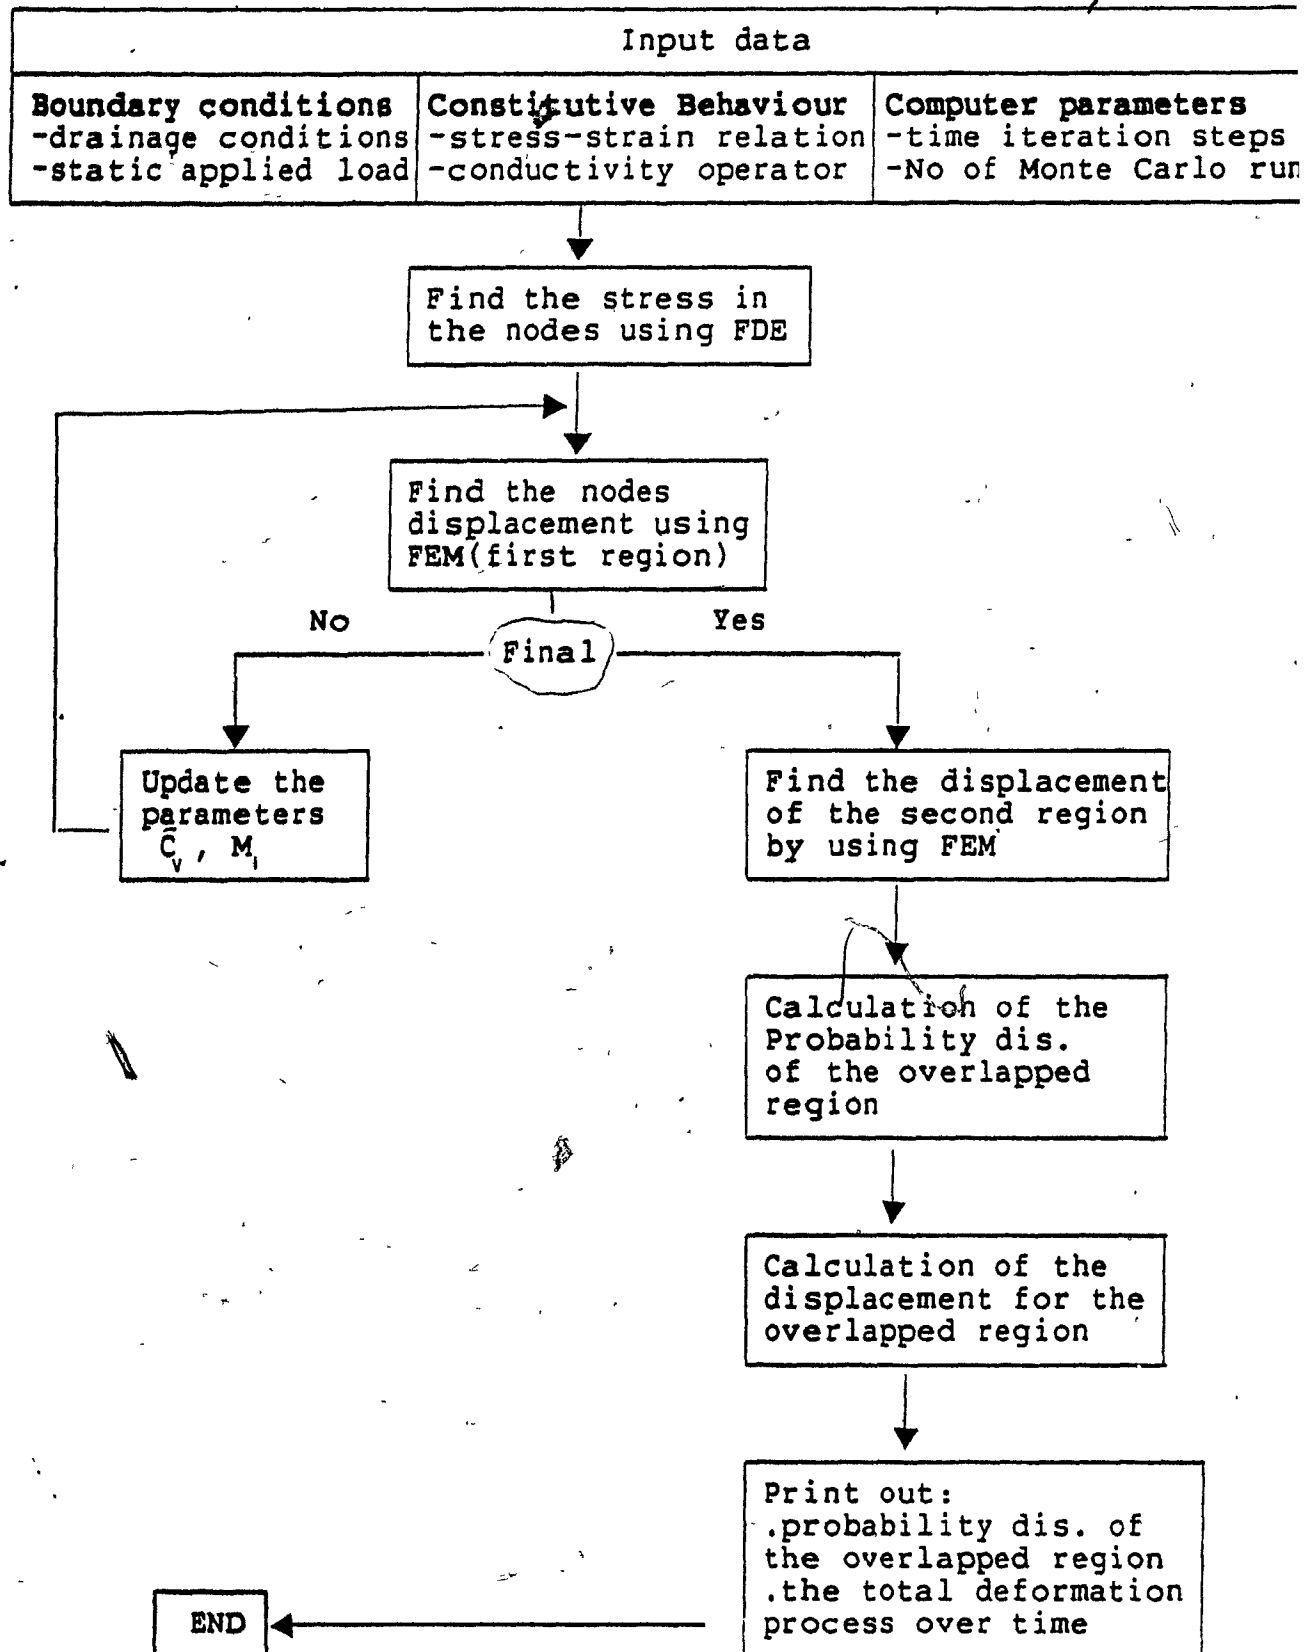 Input data
Boundary conditions
-drainage conditions
-static applied load
Constitutive Behaviour
-stress-strain relation
-conductivity operator
Computer parameters
-time iteration steps
-No of Monte Carlo run
Find the stress in
the nodes using FDE
Find the nodes
displacement using
FEM(first region)
No
Final
Yes
Update the
parameters
C̄ᵥ, Mᵢ
Find the displacement
of the second region
by using FEM
Calculation of the
Probability dis.
of the overlapped
region
Calculation of the
displacement for the
overlapped region
Print out:
.probability dis. of
the overlapped region
.the total deformation
process over time
END